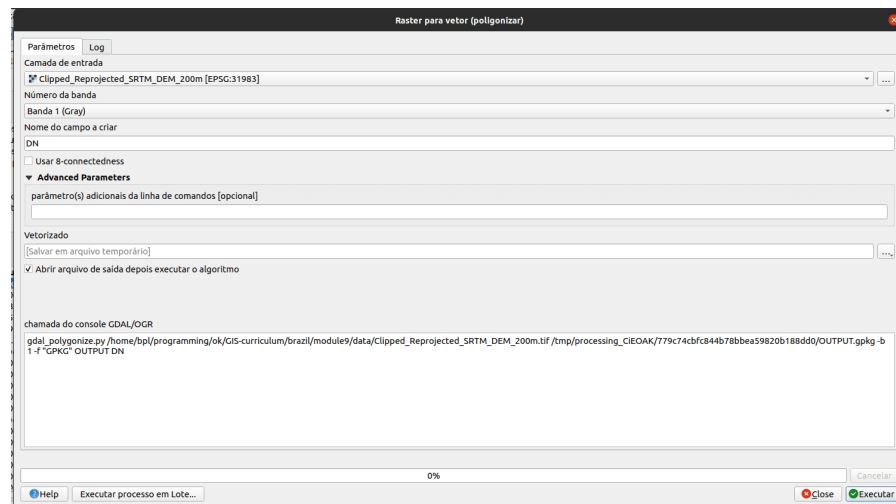 Raster para vetor (poligonizar)
Parâmetros Log
Camada de entrada
Clipped_Reprojected_SRTM_DEM_200m [EPSG:31983]
...
Número da banda
Banda 1 (Gray)
Nome do campo a criar
DN
Usar 8-connectedness
Advanced Parameters
parâmetro(s) adicionais da linha de comandos [opcional]
Vetorizado
[Salvar em arquivo temporário]
...
Abrir arquivo de saída depois executar o algoritmo
chamada do console GDAL/OGR
gdal_polygonize.py /home/bpl/programming/ok/GIS-curriculum/brazil/module9/data/Clipped_Reprojected_SRTM_DEM_200m.tif /tmp/processing_CiEOAK/779c74cbfc844b78bbea59820b188dd0/OUTPUT.gpkg -b
1 -f "GPKG" OUTPUT DN
0%
Cancelar
Help Executar processo em Lote... Close Executar